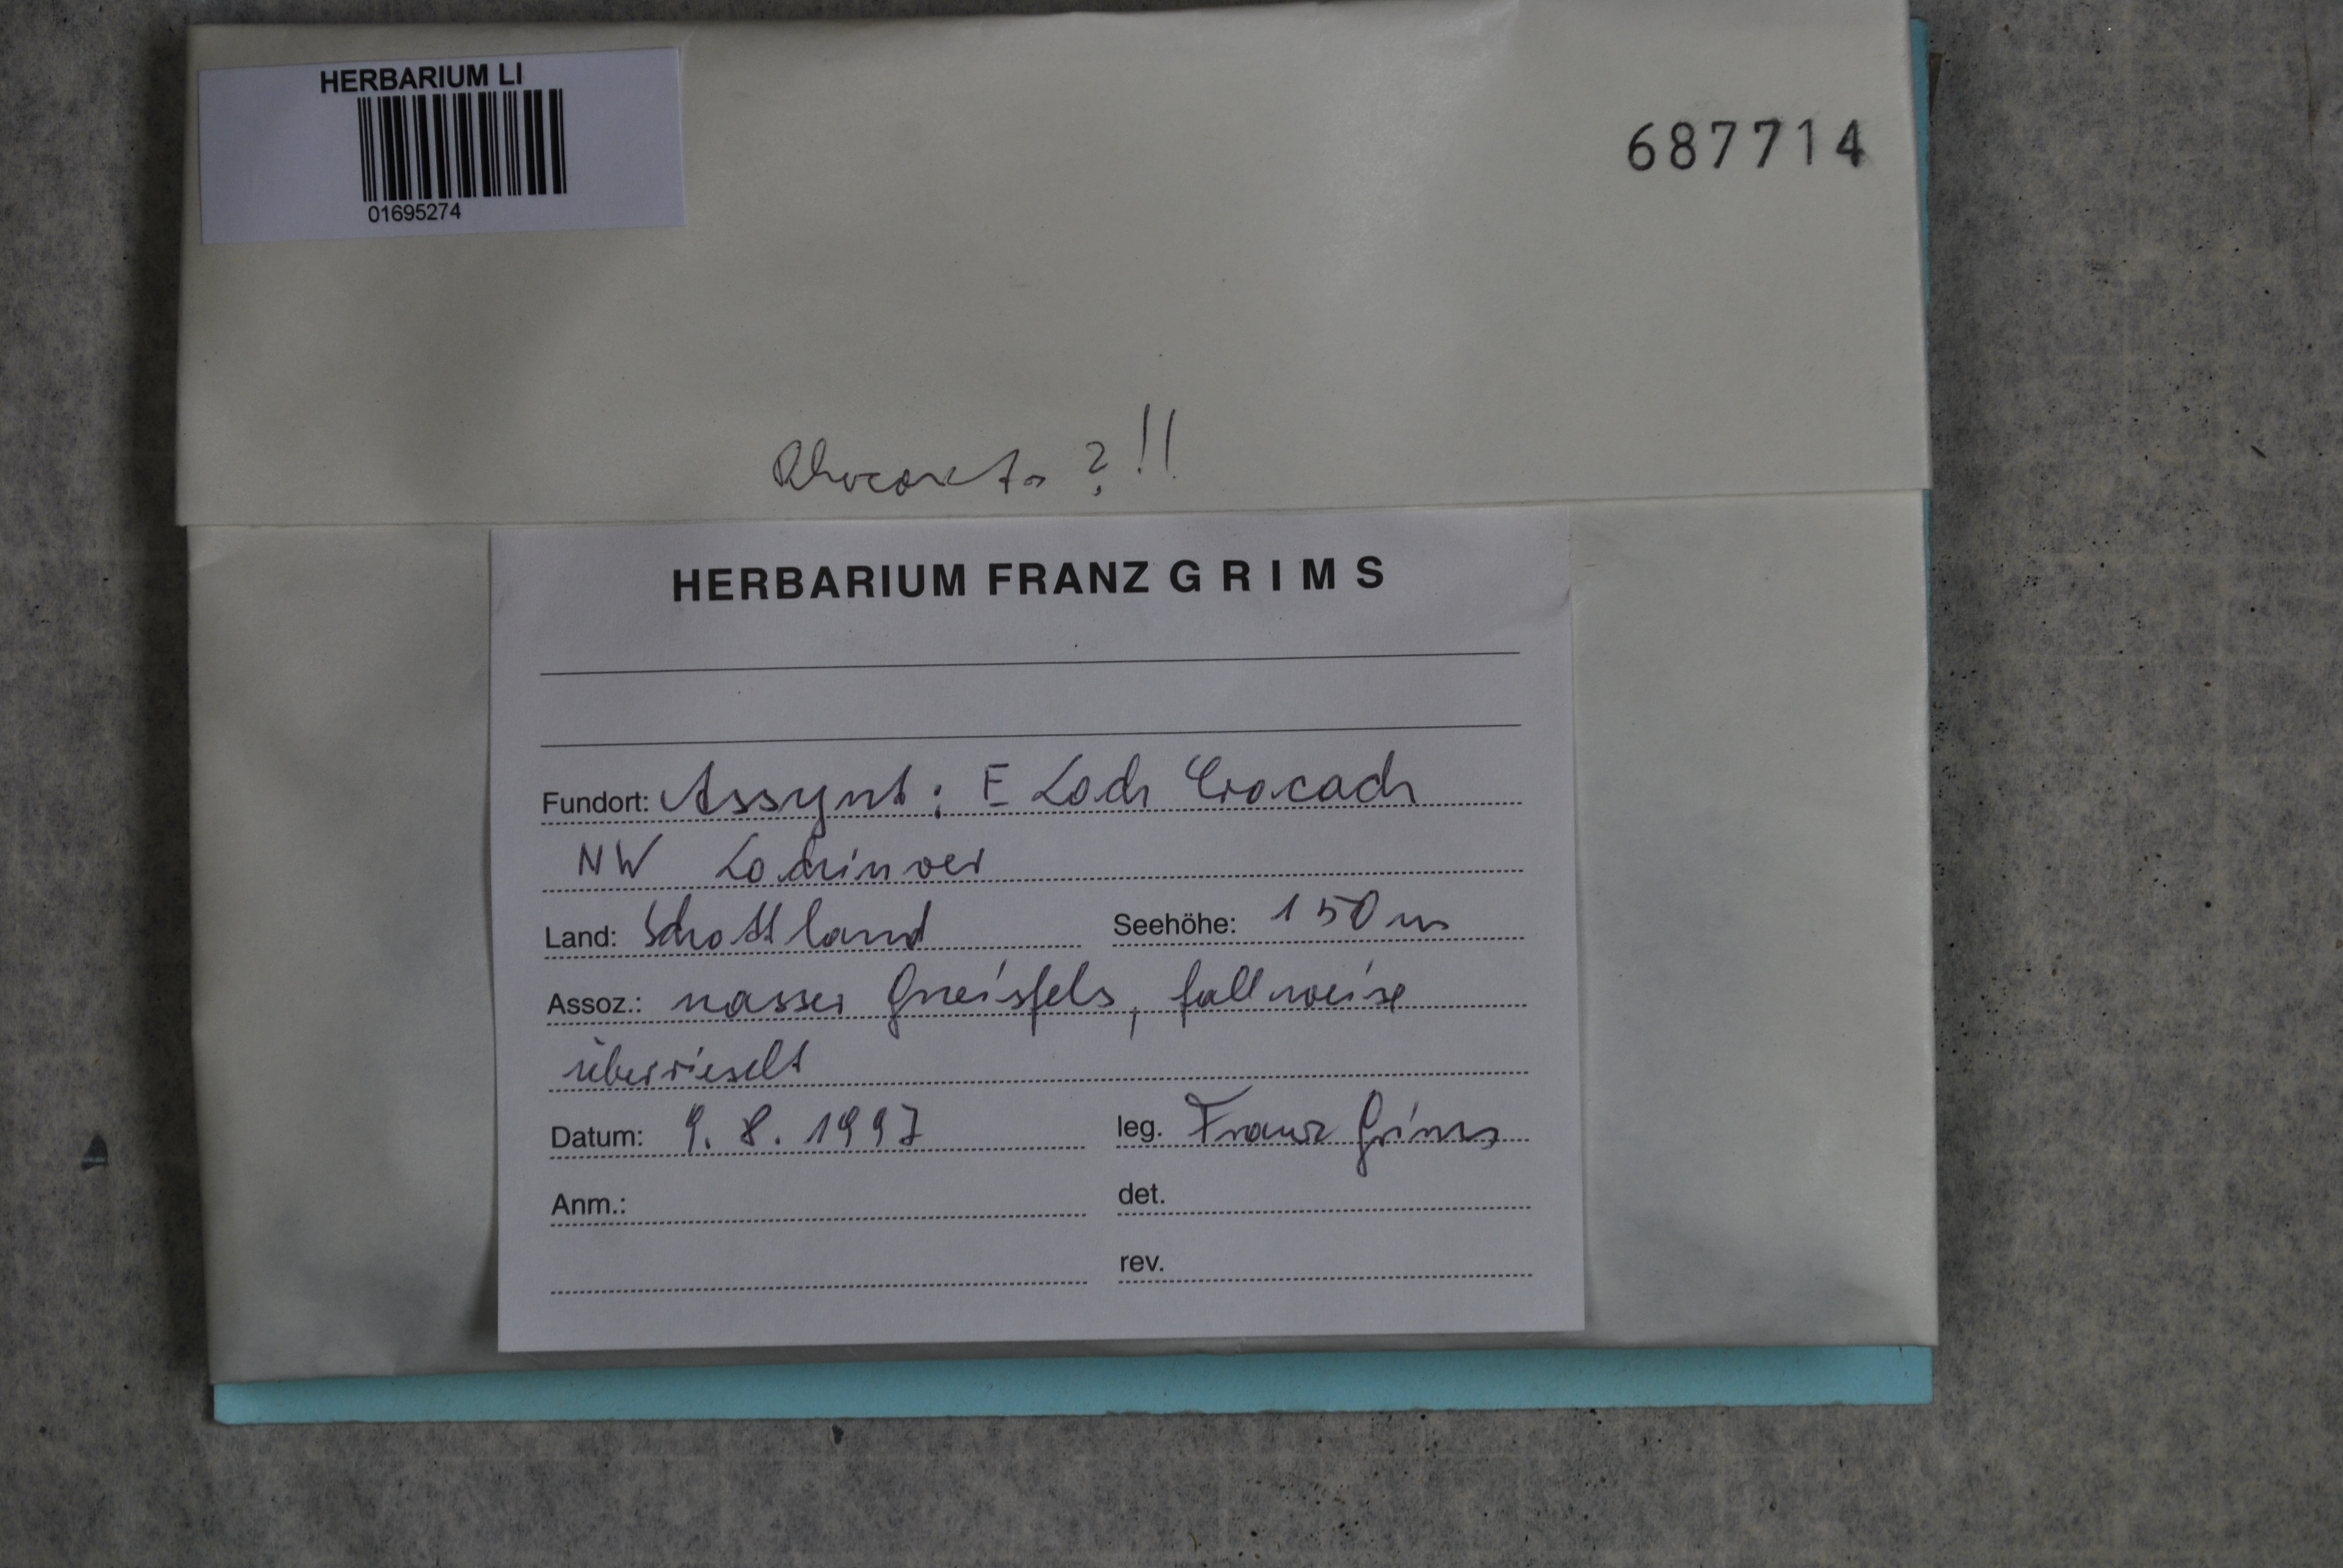 HERBARIUM LI
01695274
687714
?!!
HERBARIUM FRANZ GRIMS
Fundort: Assynt: E Loch Crocach
NW Lochinver
Land: Schottland Seehöhe: 150 m
Assoz.: nasser Gneisfels, fallweise
überrieselt
Datum: 9. 8. 1997 leg. Franz Grims
Anm.: det.
rev.